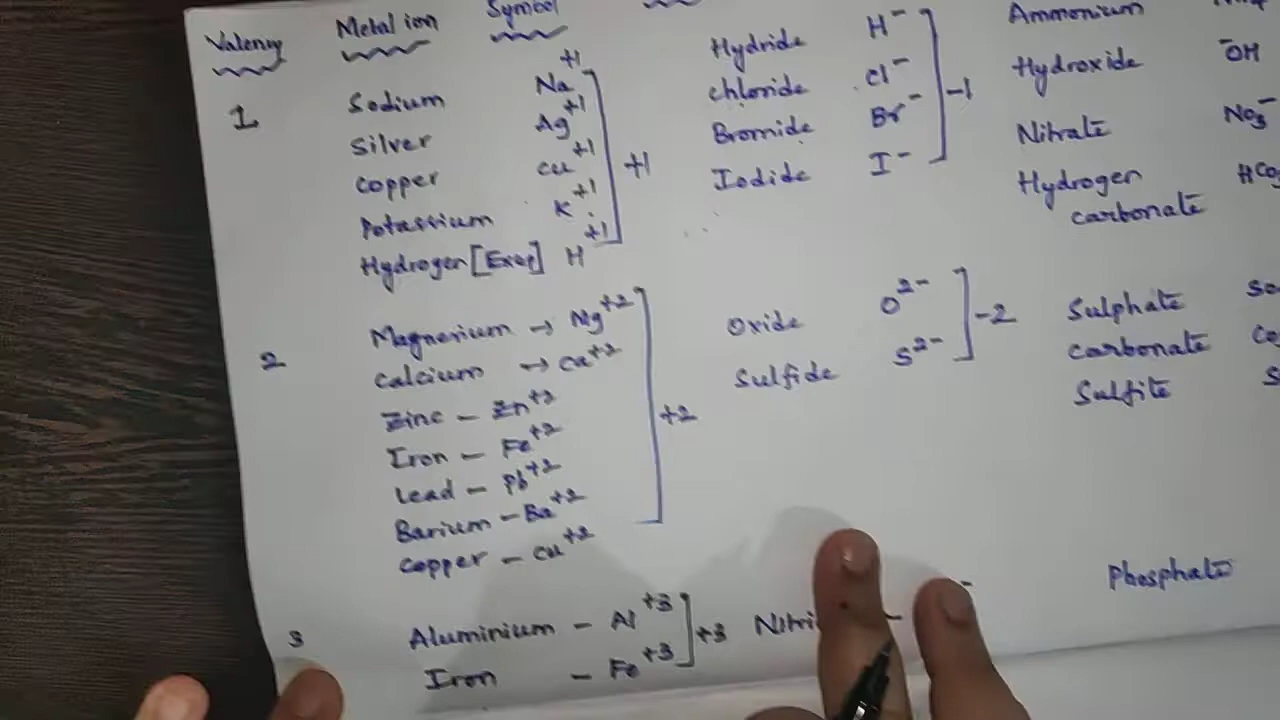 Valency Metal ion Symbol
1 Sodium Na+1
Silver Ag+1
Copper Cu+1
Potassium K+1
Hydrogen [Excep] H+1
+1
2 Magnesium → Mg+2
Calcium → Ca+2
Zinc – Zn+2
Iron – Fe+2
Lead – Pb+2
Barium – Ba+2
Copper – Cu+2
+2
3 Aluminium – Al+3
Iron – Fe+3
+3
Hydride H-
Chloride Cl-
Bromide Br-
Iodide I-
-1
Oxide O2-
Sulfide S2-
-2
Ammonium
Hydroxide -OH
Nitrate NO3-
Hydrogen
carbonate
Sulphate
Carbonate
Sulfite
Phosphate